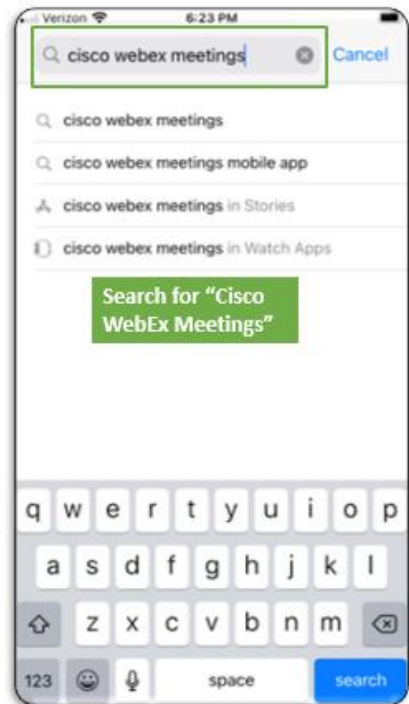 Verizon 6:23 PM
cisco webex meetings Cancel
cisco webex meetings
cisco webex meetings mobile app
cisco webex meetings in Stories
cisco webex meetings in Watch Apps
Search for “Cisco
WebEx Meetings”
q w e r t y u i o p
a s d f g h j k l
z x c v b n m
123 space search